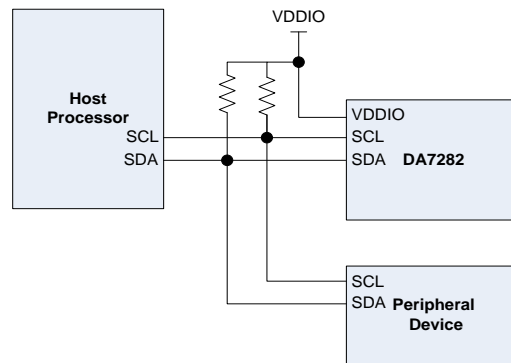 VDDIO
Host
Processor
SCL
SDA
VDDIO
SCL
SDA DA7282
SCL
SDA Peripheral
Device